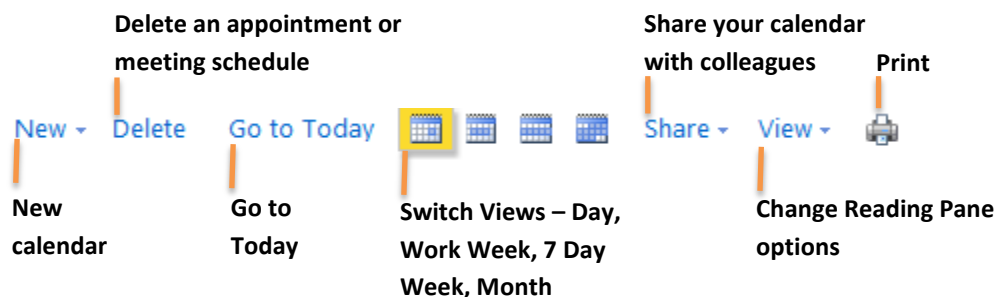 Delete an appointment or
meeting schedule
Share your calendar
with colleagues
Print
New Delete Go to Today Share View
New
calendar
Go to
Today
Switch Views – Day,
Work Week, 7 Day
Week, Month
Change Reading Pane
options